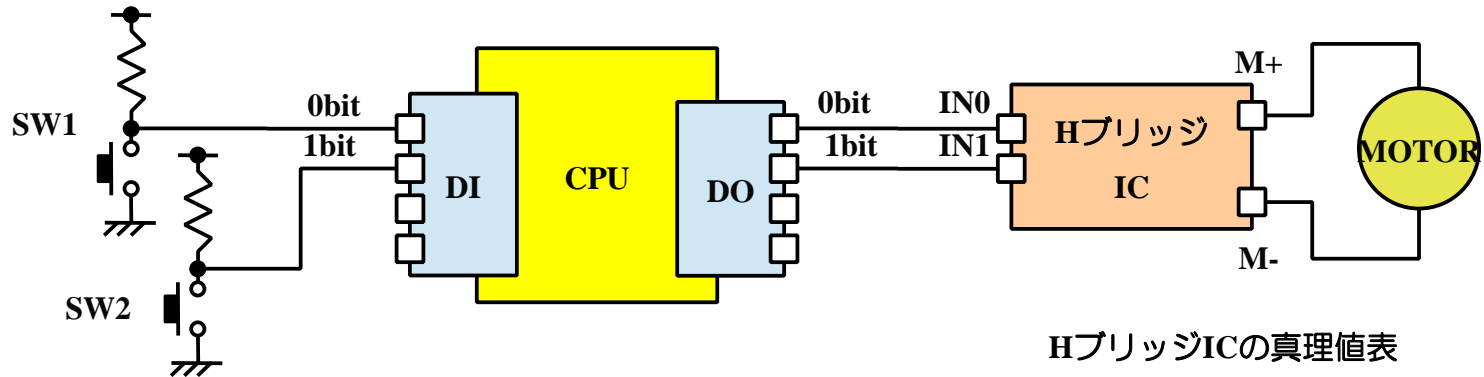 SW1
0bit
1bit
SW2
DI
CPU
DO
0bit
1bit
IN0
IN1
Hブリッジ
IC
M+
M-
MOTOR
HブリッジICの真理値表